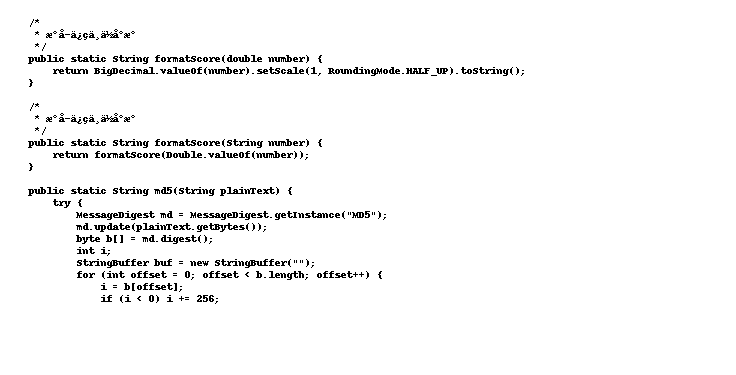 /*
 * æ°å­ä¿çä¸ä½å°æ°
 */
public static String formatScore(double number) {
    return BigDecimal.valueOf(number).setScale(1, RoundingMode.HALF_UP).toString();
}
/*
 * æ°å­ä¿çä¸ä½å°æ°
 */
public static String formatScore(String number) {
    return formatScore(Double.valueOf(number));
}
public static String md5(String plainText) {
    try {
        MessageDigest md = MessageDigest.getInstance("MD5");
        md.update(plainText.getBytes());
        byte b[] = md.digest();
        int i;
        StringBuffer buf = new StringBuffer("");
        for (int offset = 0; offset < b.length; offset++) {
            i = b[offset];
            if (i < 0) i += 256;